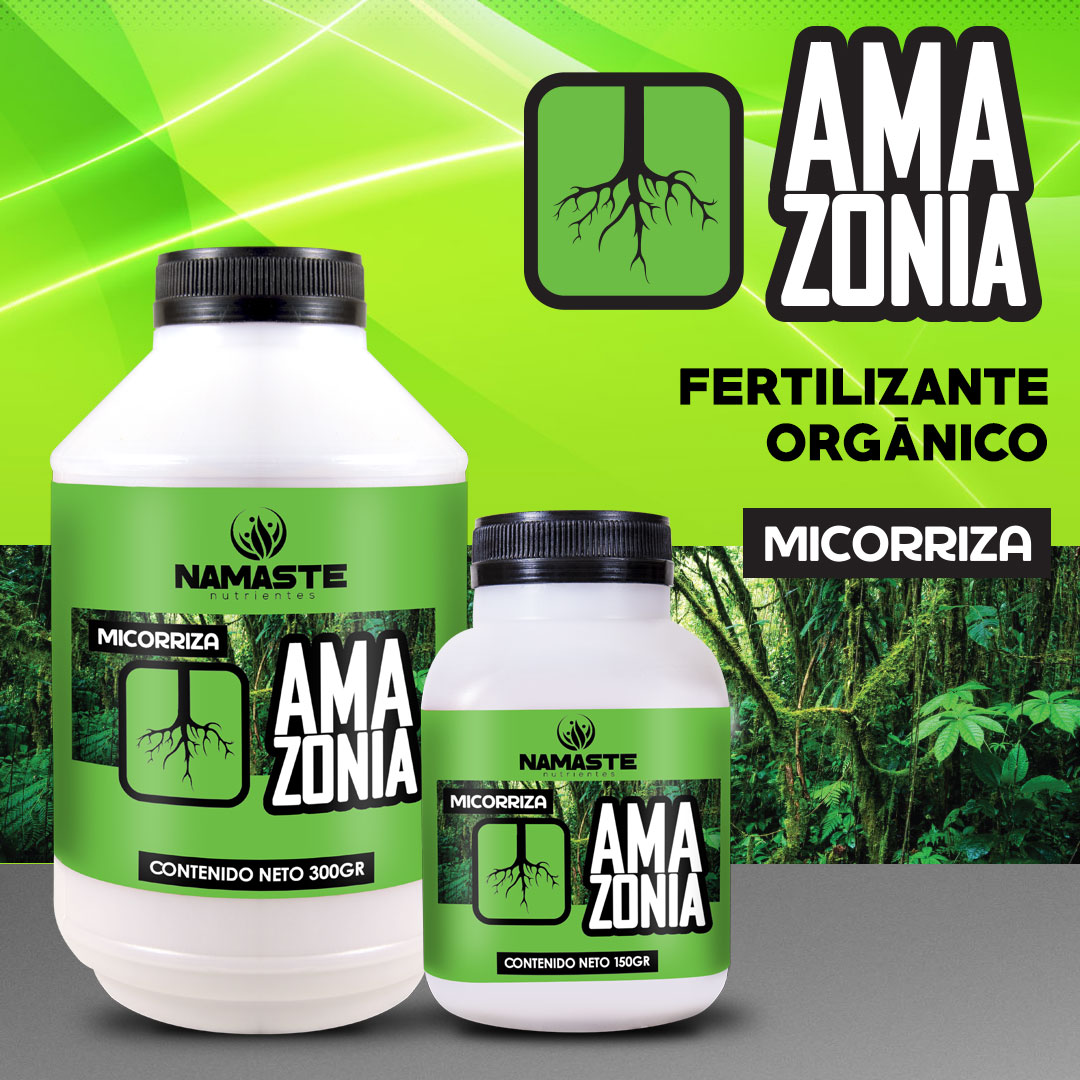 AMA
ZONIA
FERTILIZANTE
ORGĀNICO
MICORRIZA
NAMASTE
nutrientes
MICORRIZA
AMA
ZONIA
CONTENIDO NETO 300GR
NAMASTE
nutrientes
MICORRIZA
AMA
ZONIA
CONTENIDO NETO 150GR